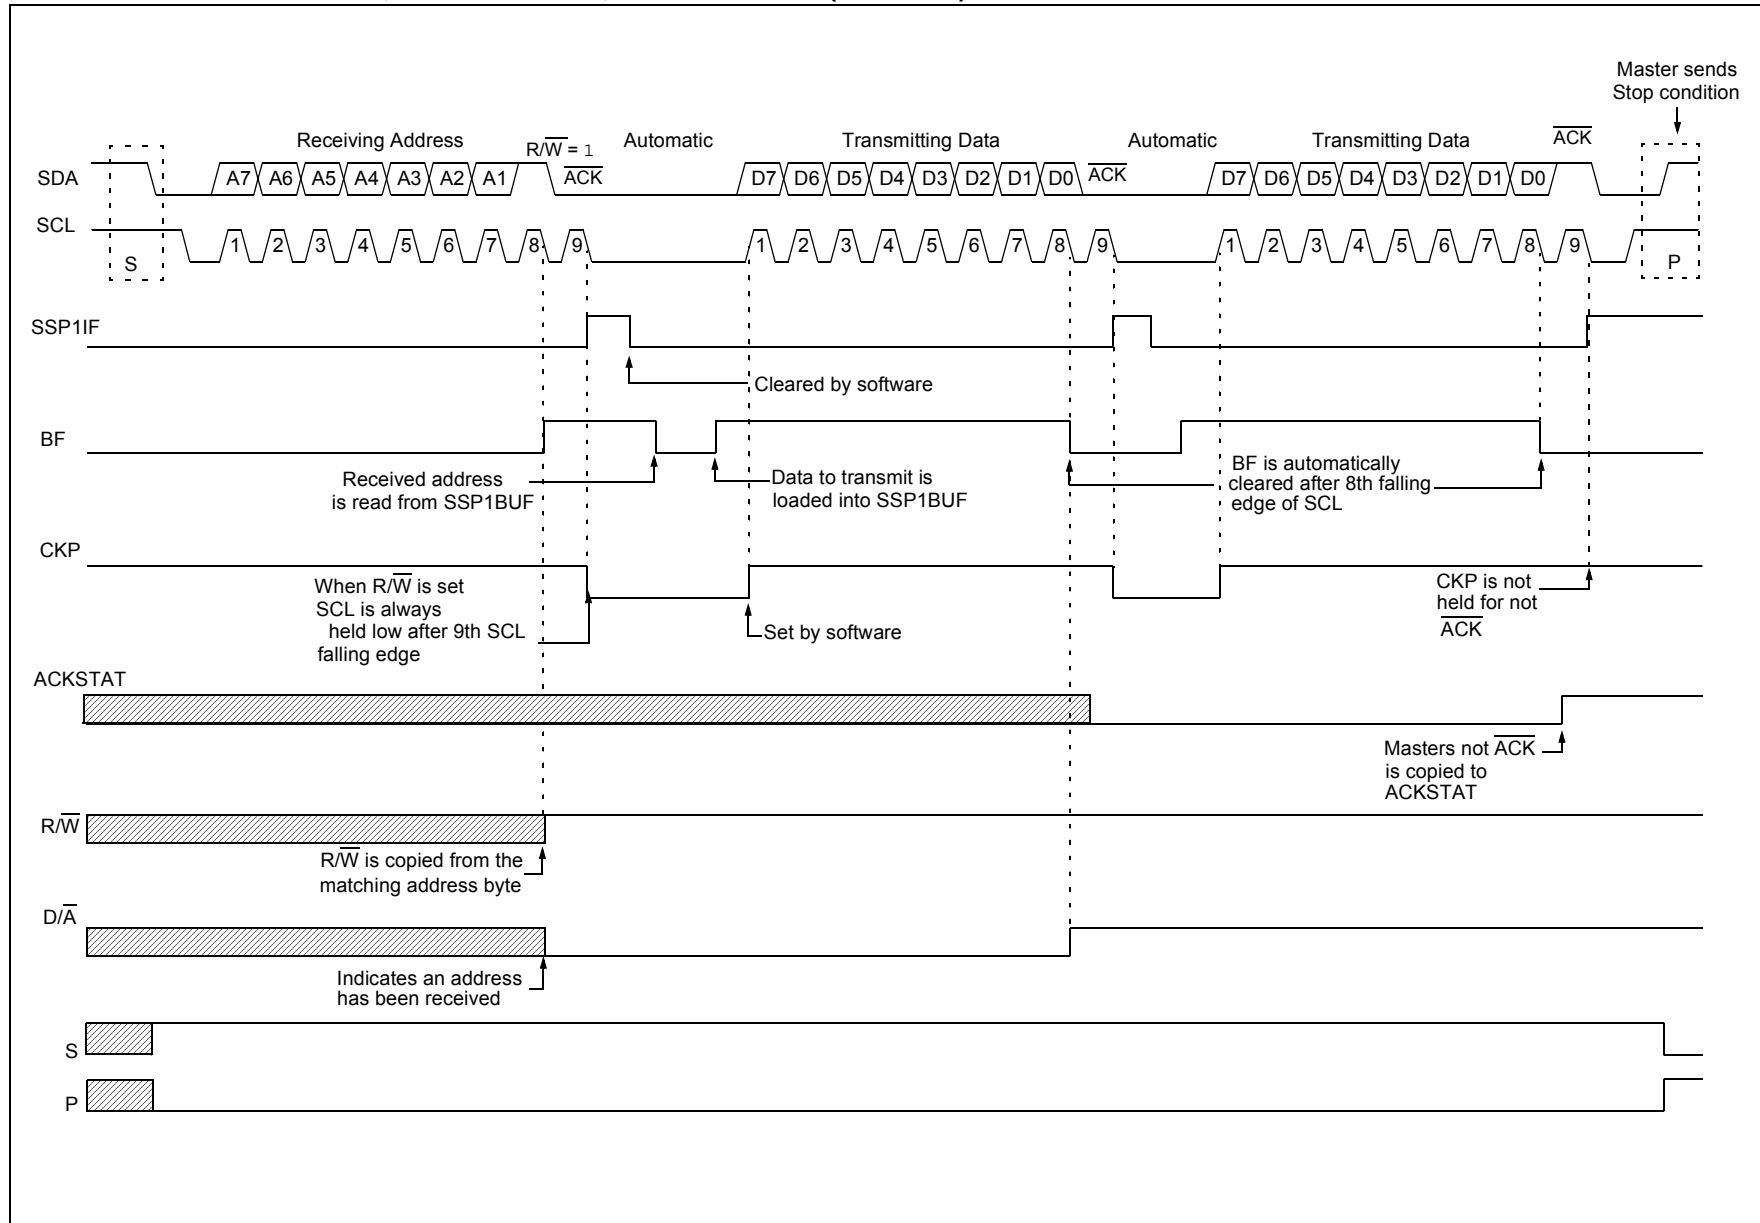 Master sends
Stop condition
Receiving Address
R/W̅ = 1
Automatic
Transmitting Data
Automatic
Transmitting Data
A̅C̅K̅
SDA
A7 A6 A5 A4 A3 A2 A1
A̅C̅K̅
D7 D6 D5 D4 D3 D2 D1 D0
A̅C̅K̅
D7 D6 D5 D4 D3 D2 D1 D0
SCL
1 2 3 4 5 6 7 8 9
1 2 3 4 5 6 7 8 9
1 2 3 4 5 6 7 8 9
S
P
SSP1IF
Cleared by software
BF
Received address
is read from SSP1BUF
Data to transmit is
loaded into SSP1BUF
BF is automatically
cleared after 8th falling
edge of SCL
CKP
When R/W̅ is set
SCL is always
held low after 9th SCL
falling edge
Set by software
CKP is not
held for not
A̅C̅K̅
ACKSTAT
Masters not A̅C̅K̅
is copied to
ACKSTAT
R/W̅
R/W̅ is copied from the
matching address byte
D/A̅
Indicates an address
has been received
S
P